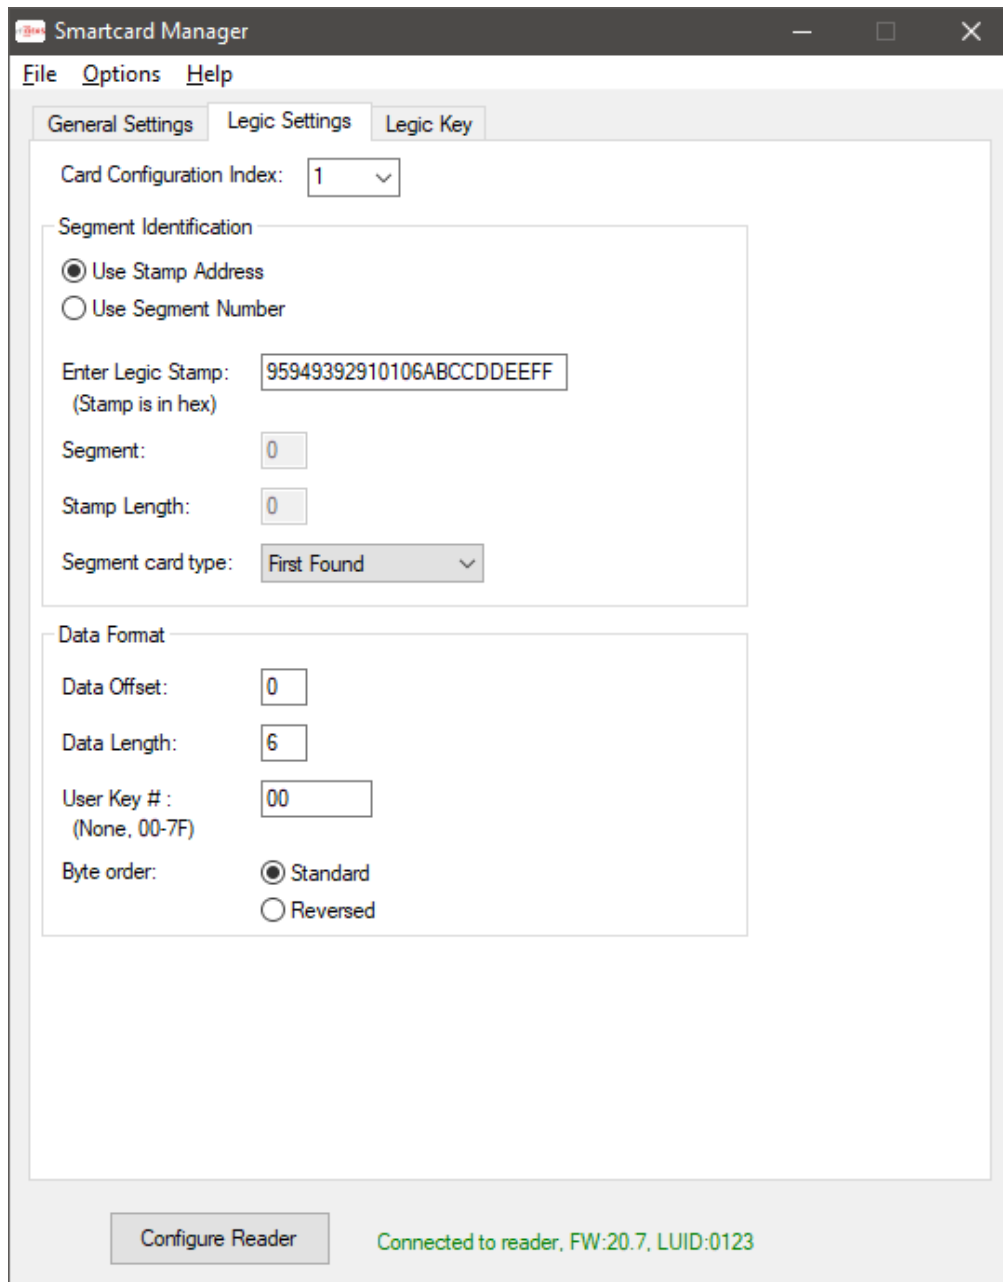 Smartcard Manager
File Options Help
General Settings Legic Settings Legic Key
Card Configuration Index: 1
Segment Identification
Use Stamp Address
Use Segment Number
Enter Legic Stamp: 95949392910106ABCCDDEEFF
(Stamp is in hex)
Segment: 0
Stamp Length: 0
Segment card type: First Found
Data Format
Data Offset: 0
Data Length: 6
User Key # : 00
(None, 00-7F)
Byte order: Standard
Reversed
Configure Reader Connected to reader, FW:20.7, LUID:0123